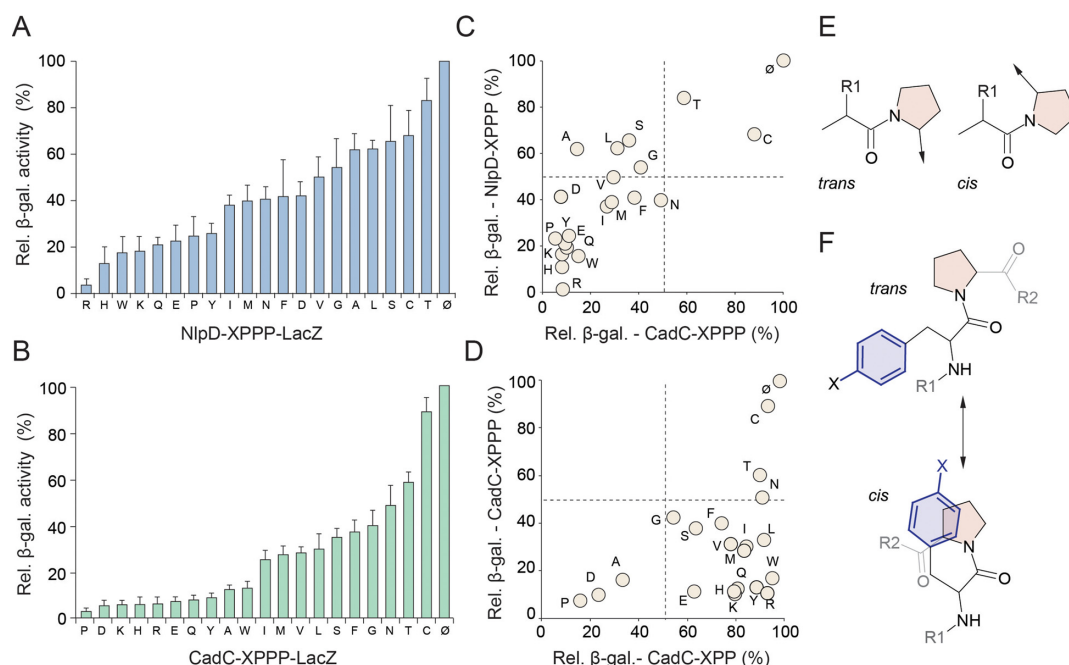 A
Rel. β-gal. activity (%)
100
80
60
40
20
0
R H W K Q E P Y I M N F D V G A L S C T Ø
NlpD-XPPP-LacZ
B
Rel. β-gal. activity (%)
100
80
60
40
20
0
P D K H R E Q Y A W I M V L S F G N T C Ø
CadC-XPPP-LacZ
C
Rel. β-gal. - NlpD-XPPP (%)
100
80
60
40
20
0
Ø
T
C
A
L
S
G
V
D
I
M
F
N
P
Y
E
Q
K
W
H
R
0 20 40 60 80 100
Rel. β-gal. - CadC-XPPP (%)
D
Rel. β-gal. - CadC-XPPP (%)
100
80
60
40
20
0
Ø
C
T
N
G
S
F
V
I
L
M
A
D
P
Q
W
E
H
K
Y
R
0 20 40 60 80 100
Rel. β-gal.- CadC-XPP (%)
E
R1
N
O
trans
R1
N
O
cis
F
trans
O
R2
N
O
X
NH
R1
cis
X
R2
O
N
O
NH
R1